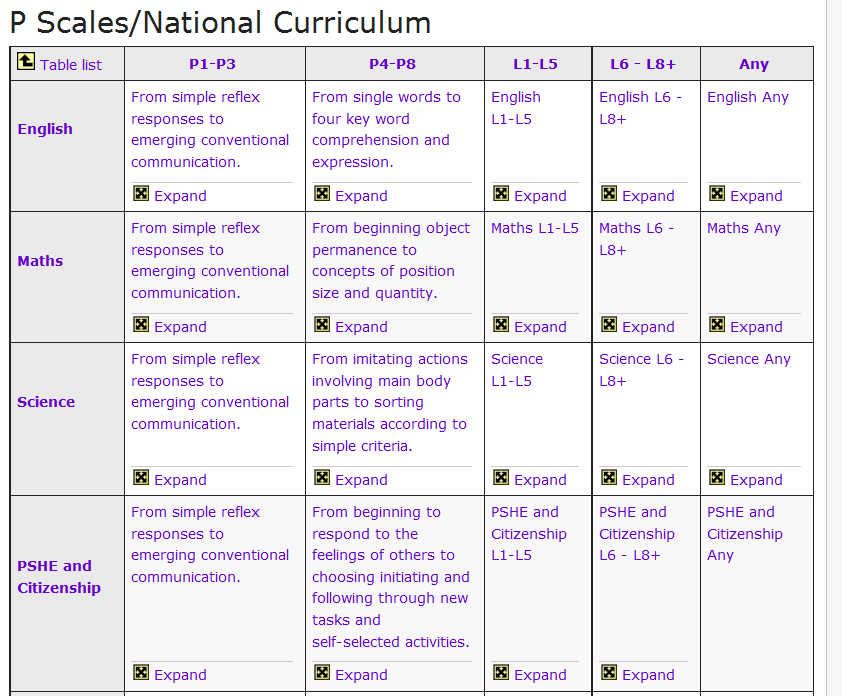 P Scales/National Curriculum
Table list
P1-P3
P4-P8
L1-L5
L6 - L8+
Any
English
From simple reflex
responses to
emerging conventional
communication.
Expand
From single words to
four key word
comprehension and
expression.
Expand
English
L1-L5
Expand
English L6 -
L8+
Expand
English Any
Expand
Maths
From simple reflex
responses to
emerging conventional
communication.
Expand
From beginning object
permanence to
concepts of position
size and quantity.
Expand
Maths L1-L5
Expand
Maths L6 -
L8+
Expand
Maths Any
Expand
Science
From simple reflex
responses to
emerging conventional
communication.
Expand
From imitating actions
involving main body
parts to sorting
materials according to
simple criteria.
Expand
Science
L1-L5
Expand
Science L6 -
L8+
Expand
Science Any
Expand
PSHE and
Citizenship
From simple reflex
responses to
emerging conventional
communication.
Expand
From beginning to
respond to the
feelings of others to
choosing initiating and
following through new
tasks and
self-selected activities.
Expand
PSHE and
Citizenship
L1-L5
Expand
PSHE and
Citizenship
L6 - L8+
Expand
PSHE and
Citizenship
Any